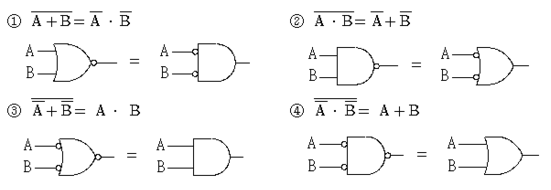 ① A̅ ̅+̅ ̅B̅ = A̅ · B̅
② A̅ ̅·̅ ̅B̅ = A̅ + B̅
A
B
=
A
B
A
B
=
A
B
③ A̿ ̅+̅ ̅B̿ = A · B
④ A̿ ̅·̅ ̅B̿ = A + B
A
B
=
A
B
A
B
=
A
B